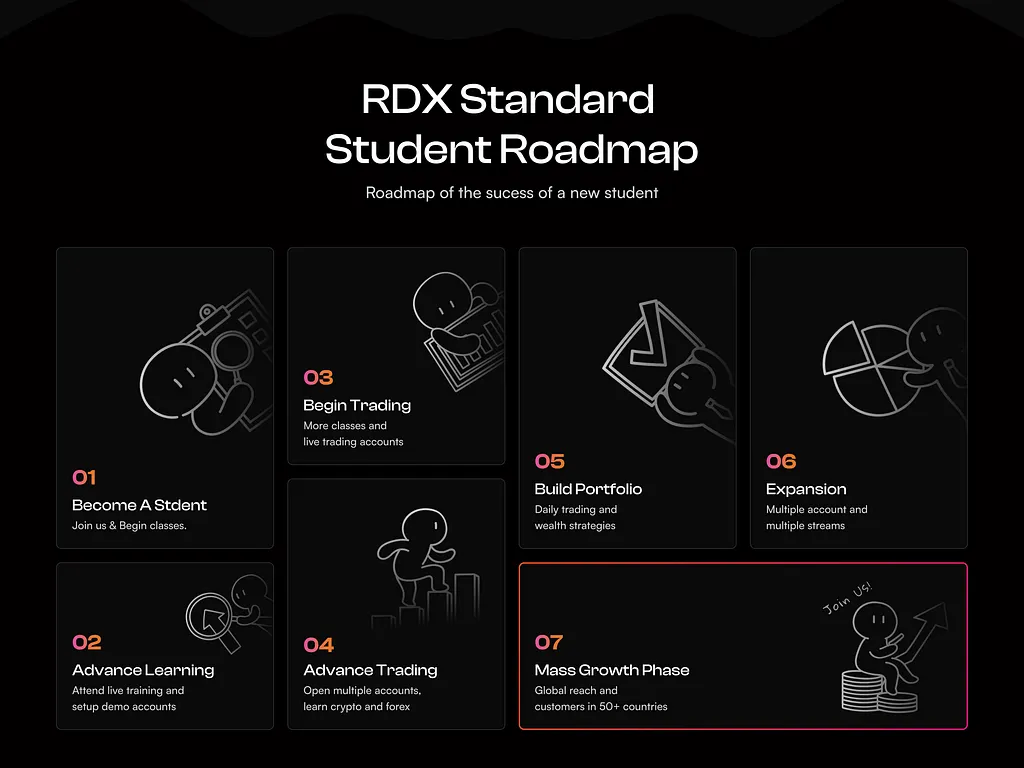 RDX Standard
Student Roadmap
Roadmap of the sucess of a new student
01
Become A Stdent
Join us & Begin classes.
02
Advance Learning
Attend live training and
setup demo accounts
03
Begin Trading
More classes and
live trading accounts
04
Advance Trading
Open multiple accounts,
learn crypto and forex
05
Build Portfolio
Daily trading and
wealth strategies
06
Expansion
Multiple account and
multiple streams
07
Mass Growth Phase
Global reach and
customers in 50+ countries
Join Us!